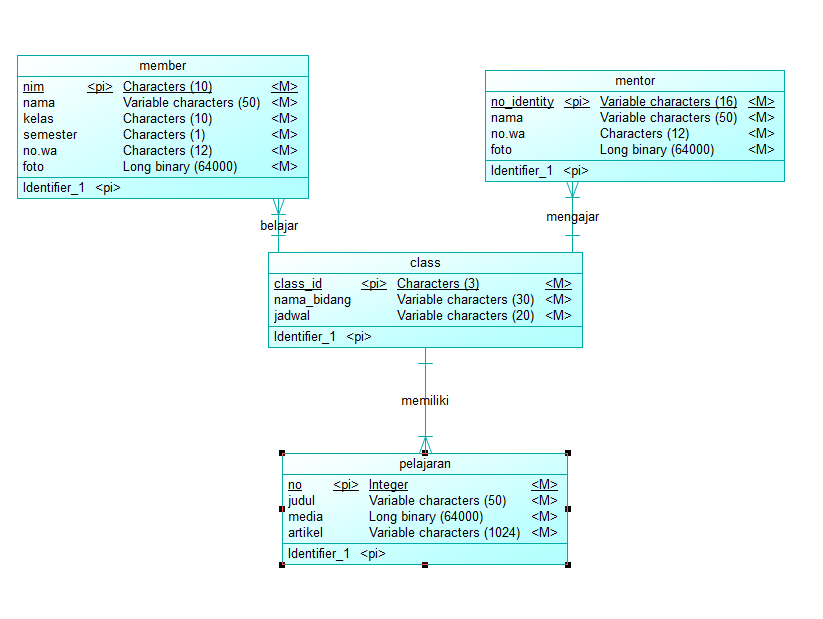 member
nim <pi> Characters (10) <M>
nama Variable characters (50) <M>
kelas Characters (10) <M>
semester Characters (1) <M>
no.wa Characters (12) <M>
foto Long binary (64000) <M>
Identifier_1 <pi>
mentor
no_identity <pi> Variable characters (16) <M>
nama Variable characters (50) <M>
no.wa Characters (12) <M>
foto Long binary (64000) <M>
Identifier_1 <pi>
belajar
mengajar
class
class_id <pi> Characters (3) <M>
nama_bidang Variable characters (30) <M>
jadwal Variable characters (20) <M>
Identifier_1 <pi>
memiliki
pelajaran
no <pi> Integer <M>
judul Variable characters (50) <M>
media Long binary (64000) <M>
artikel Variable characters (1024) <M>
Identifier_1 <pi>